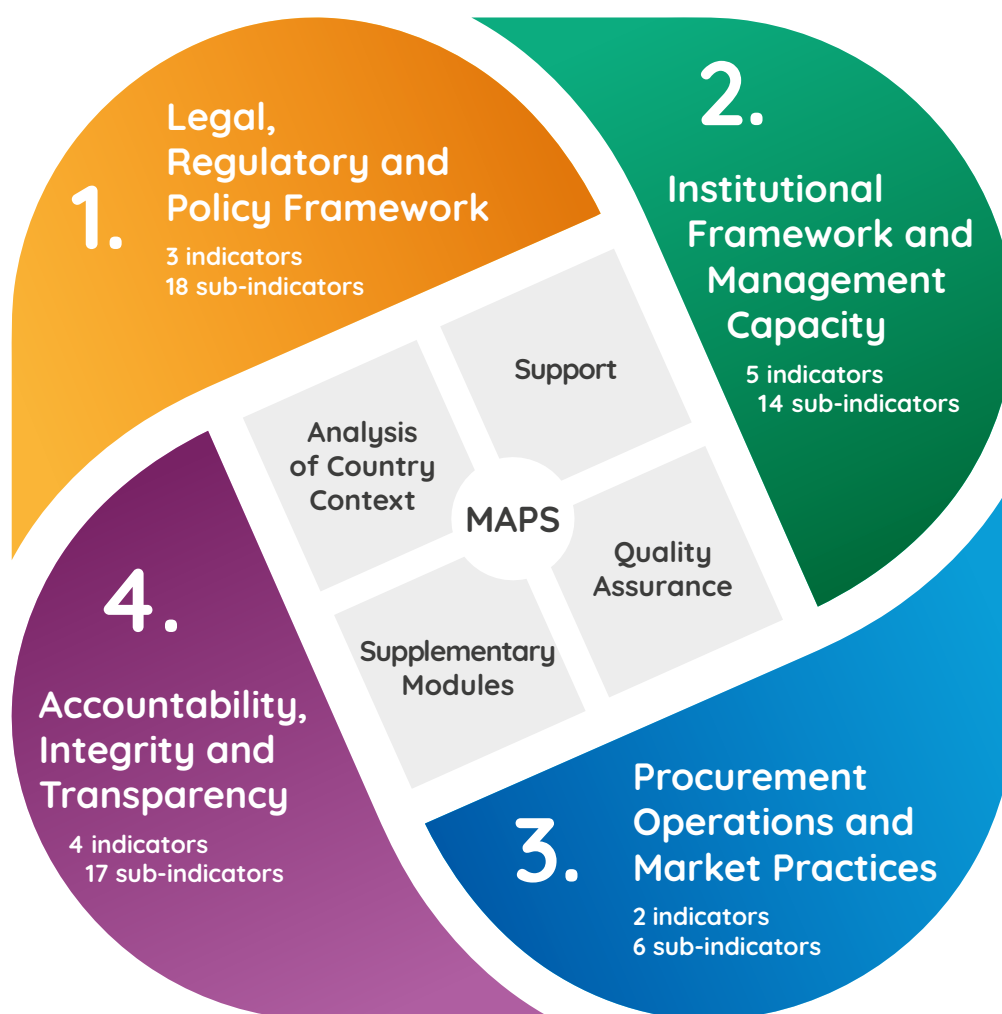 1.
Legal,
Regulatory and
Policy Framework
3 indicators
18 sub-indicators
2.
Institutional
Framework and
Management
Capacity
5 indicators
14 sub-indicators
Support
Analysis
of Country
Context
MAPS
Quality
Assurance
Supplementary
Modules
4.
Accountability,
Integrity and
Transparency
4 indicators
17 sub-indicators
3.
Procurement
Operations and
Market Practices
2 indicators
6 sub-indicators